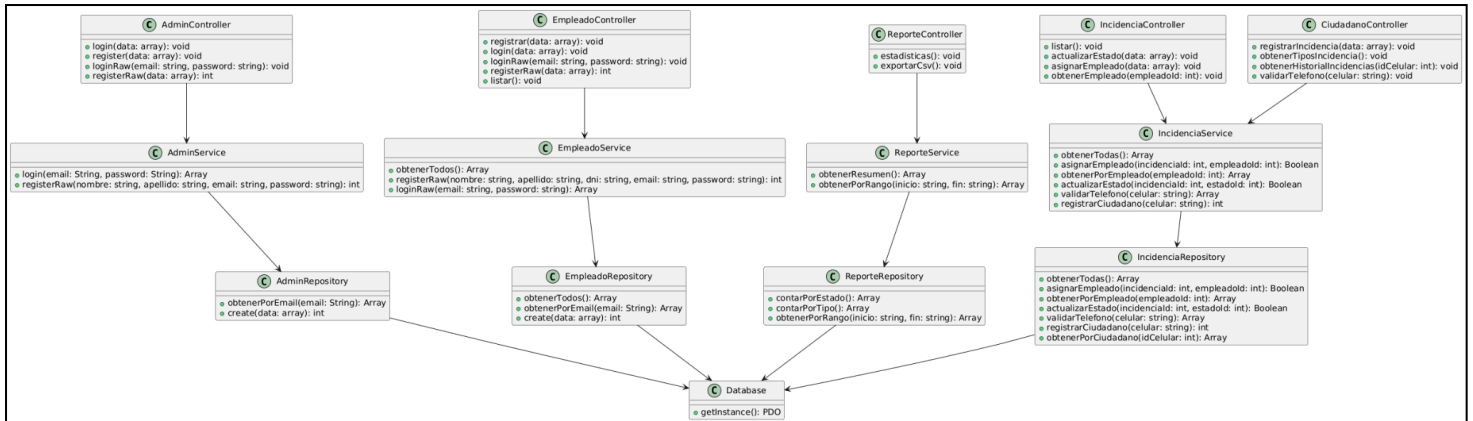 C AdminController
login(data: array): void
register(data: array): void
loginRaw(email: string, password: string): void
registerRaw(data: array): int
C EmpleadoController
registrar(data: array): void
login(data: array): void
loginRaw(email: string, password: string): void
registerRaw(data: array): int
listar(): void
C ReporteController
estadisticas(): void
exportarCsv(): void
C IncidenciaController
listar(): void
actualizarEstado(data: array): void
asignarEmpleado(data: array): void
obtenerEmpleado(empleadoId: int): void
C CiudadanoController
registrarIncidencia(data: array): void
obtenerTiposIncidencia(): void
obtenerHistorialIncidencias(idCelular: int): void
validarTelefono(celular: string): void
C AdminService
login(email: String, password: String): Array
registerRaw(nombre: string, apellido: string, email: string, password: string): int
C EmpleadoService
obtenerTodos(): Array
registerRaw(nombre: string, apellido: string, dni: string, email: string, password: string): int
loginRaw(email: string, password: string): Array
C ReporteService
obtenerResumen(): Array
obtenerPorRango(inicio: string, fin: string): Array
C IncidenciaService
obtenerTodas(): Array
asignarEmpleado(incidenciaId: int, empleadoId: int): Boolean
obtenerPorEmpleado(empleadoId: int): Array
actualizarEstado(incidenciaId: int, estadoId: int): Boolean
validarTelefono(celular: string): Array
registrarCiudadano(celular: string): int
C AdminRepository
obtenerPorEmail(email: String): Array
create(data: array): int
C EmpleadoRepository
obtenerTodos(): Array
obtenerPorEmail(email: String): Array
create(data: array): int
C ReporteRepository
contarPorEstado(): Array
contarPorTipo(): Array
obtenerPorRango(inicio: string, fin: string): Array
C IncidenciaRepository
obtenerTodas(): Array
asignarEmpleado(incidenciaId: int, empleadoId: int): Boolean
obtenerPorEmpleado(empleadoId: int): Array
actualizarEstado(incidenciaId: int, estadoId: int): Boolean
validarTelefono(celular: string): Array
registrarCiudadano(celular: string): int
obtenerPorCiudadano(idCelular: int): Array
C Database
getInstance(): PDO